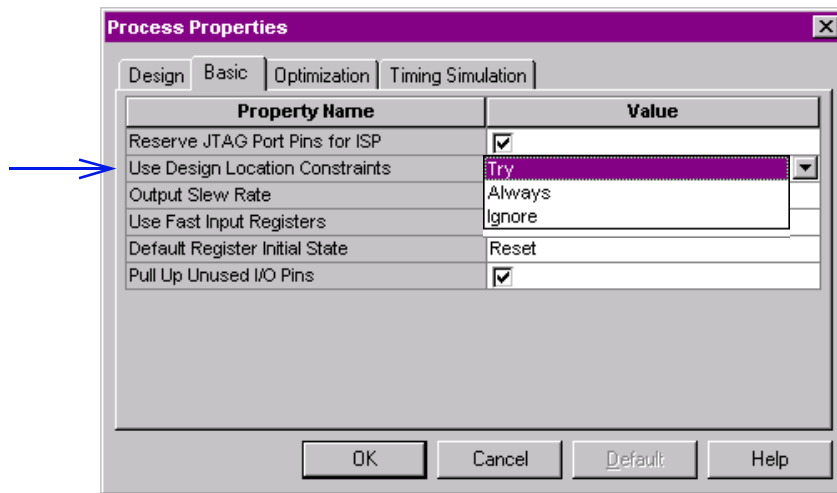 Process Properties
Design Basic Optimization Timing Simulation
Property Name Value
Reserve JTAG Port Pins for ISP
Use Design Location Constraints Try
Output Slew Rate Always
Use Fast Input Registers Ignore
Default Register Initial State Reset
Pull Up Unused I/O Pins
OK Cancel Default Help